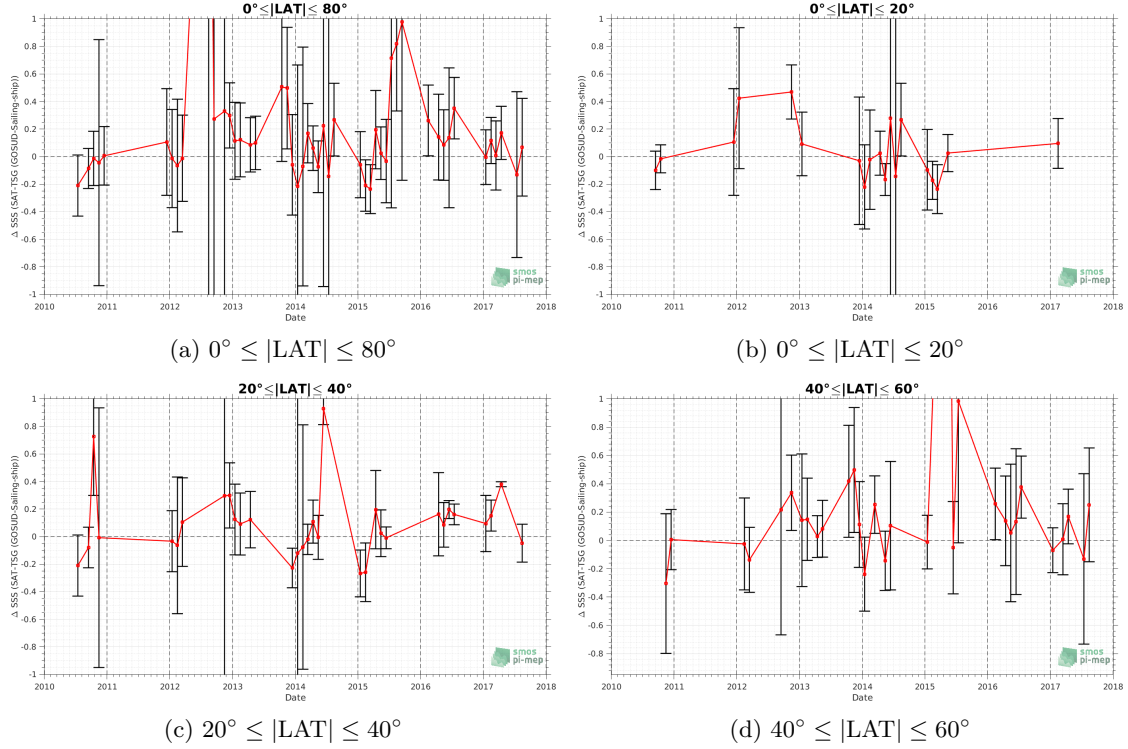 0°≤|LAT|≤ 80°
Δ SSS (SAT-TSG (GOSUD-Sailing-ship))
1
0.8
0.6
0.4
0.2
0
-0.2
-0.4
-0.6
-0.8
-1
2010 2011 2012 2013 2014 2015 2016 2017 2018
Date
smos
pi-mep
(a) 0° ≤ |LAT| ≤ 80°
0°≤|LAT|≤ 20°
Δ SSS (SAT-TSG (GOSUD-Sailing-ship))
1
0.8
0.6
0.4
0.2
0
-0.2
-0.4
-0.6
-0.8
-1
2010 2011 2012 2013 2014 2015 2016 2017 2018
Date
smos
pi-mep
(b) 0° ≤ |LAT| ≤ 20°
20°≤|LAT|≤ 40°
Δ SSS (SAT-TSG (GOSUD-Sailing-ship))
1
0.8
0.6
0.4
0.2
0
-0.2
-0.4
-0.6
-0.8
-1
2010 2011 2012 2013 2014 2015 2016 2017 2018
Date
smos
pi-mep
(c) 20° ≤ |LAT| ≤ 40°
40°≤|LAT|≤ 60°
Δ SSS (SAT-TSG (GOSUD-Sailing-ship))
1
0.8
0.6
0.4
0.2
0
-0.2
-0.4
-0.6
-0.8
2010 2011 2012 2013 2014 2015 2016 2017 2018
Date
smos
pi-mep
(d) 40° ≤ |LAT| ≤ 60°